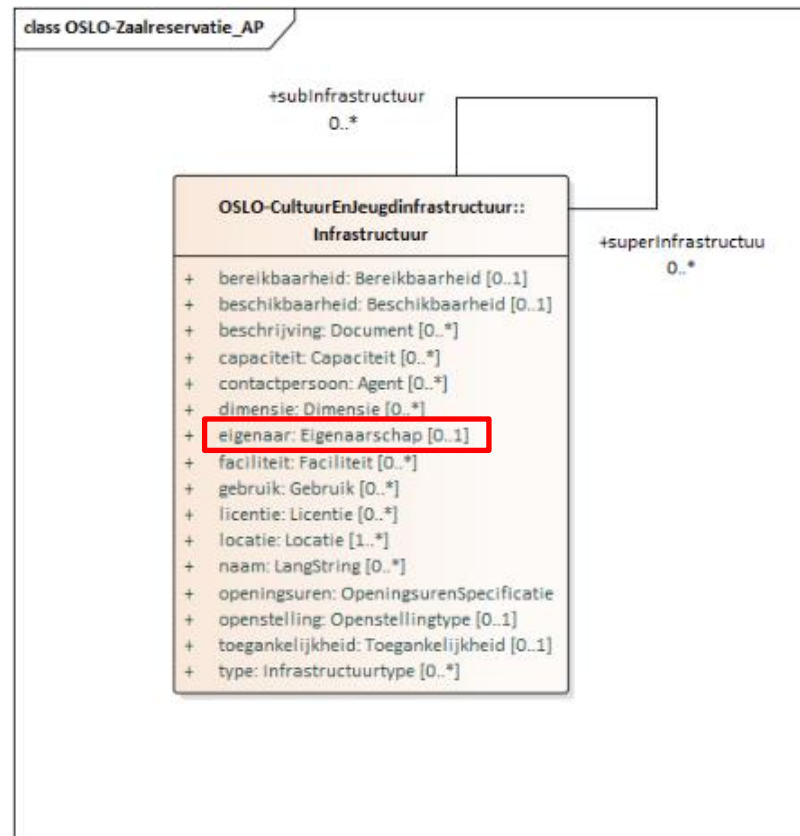 class OSLO-Zaalreservatie_AP
+subInfrastructuur
0..*
OSLO-CultuurEnJeugdinfrastructuur::
Infrastructuur
+superInfrastructuu
0..*
+ bereikbaarheid: Bereikbaarheid [0..1]
+ beschikbaarheid: Beschikbaarheid [0..1]
+ beschrijving: Document [0..*]
+ capaciteit: Capaciteit [0..*]
+ contactpersoon: Agent [0..*]
+ dimensie: Dimensie [0..*]
+ eigenaar: Eigenaarschap [0..1]
+ faciliteit: Faciliteit [0..*]
+ gebruik: Gebruik [0..*]
+ licentie: Licentie [0..*]
+ locatie: Locatie [1..*]
+ naam: LangString [0..*]
+ openingsuren: OpeningsurenSpecificatie
+ openstelling: Openstellingtype [0..1]
+ toegankelijkheid: Toegankelijkheid [0..1]
+ type: Infrastructuurtype [0..*]